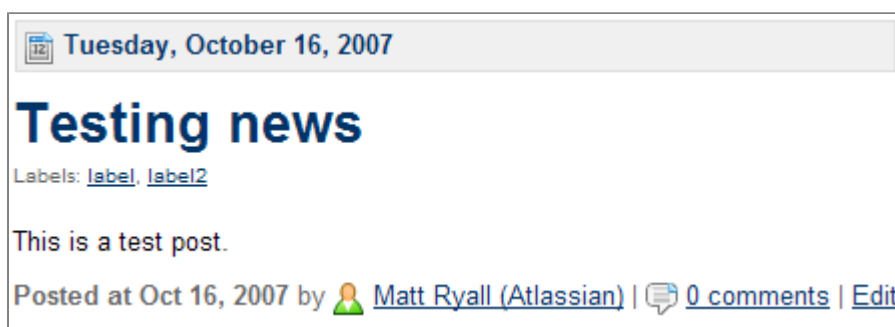 12
Tuesday, October 16, 2007
Testing news
Labels: label, label2
This is a test post.
Posted at Oct 16, 2007 by Matt Ryall (Atlassian) | 0 comments | Edit